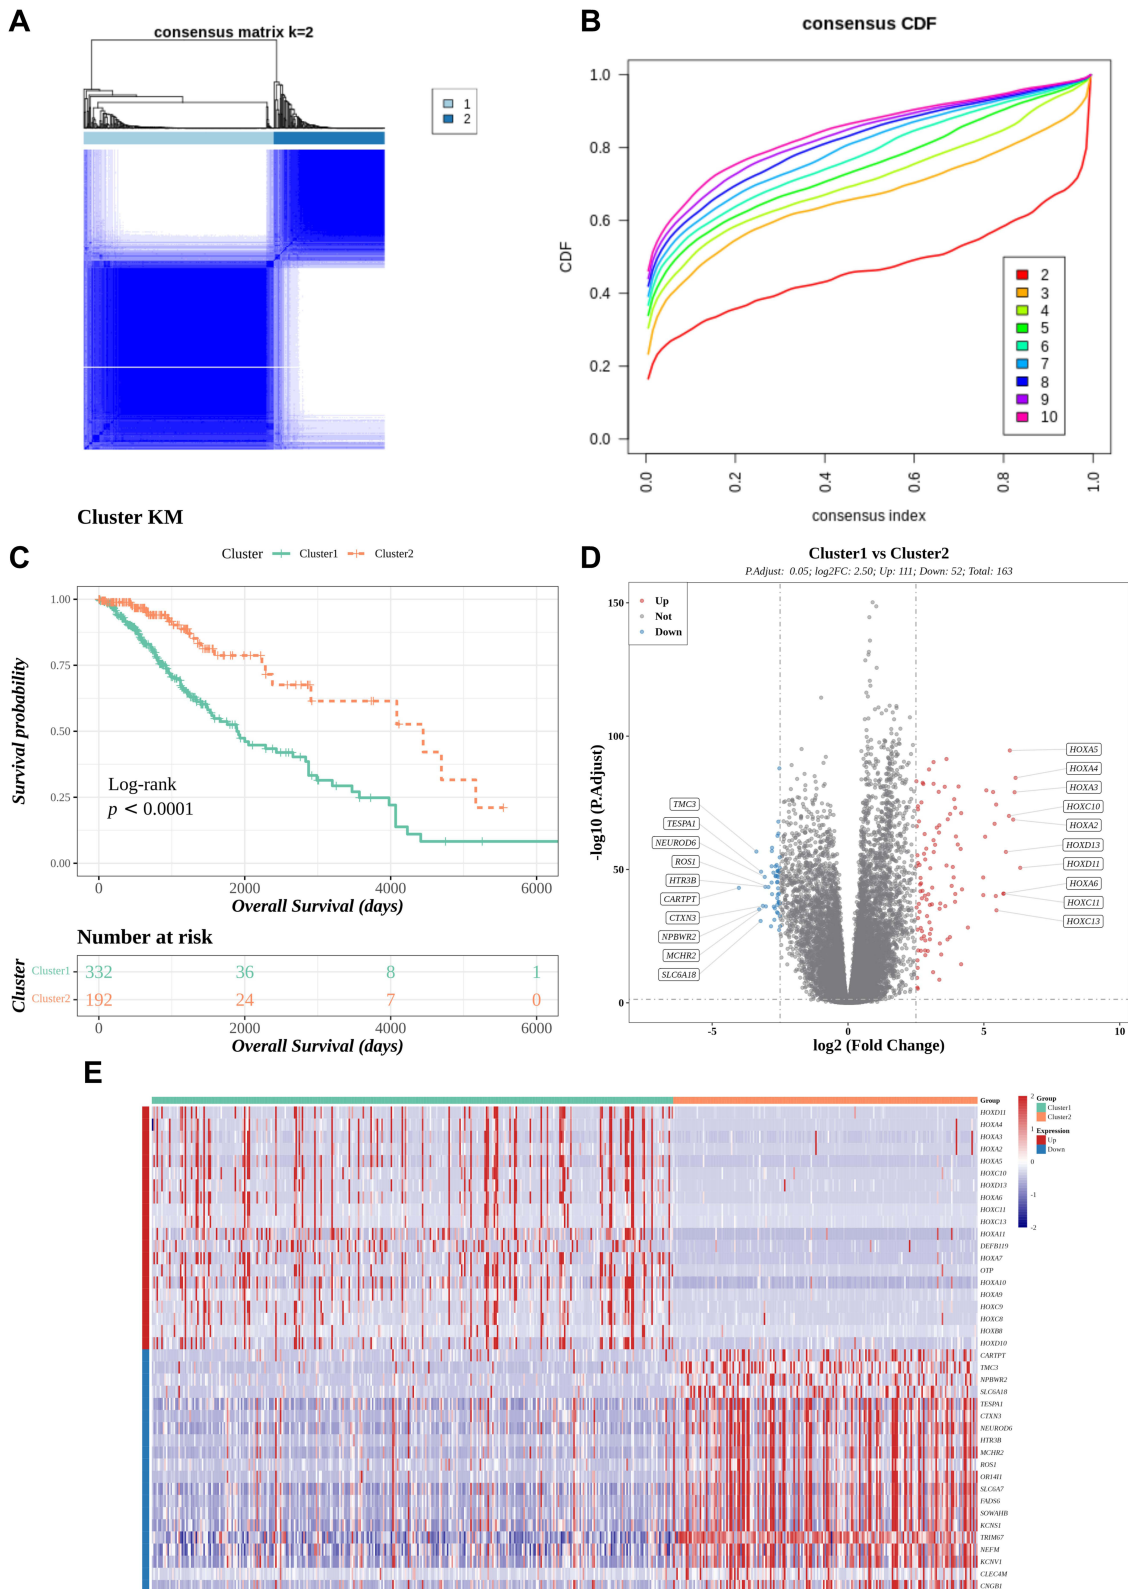 A
consensus matrix k=2
1
2
B
consensus CDF
1.0
0.8
0.6
0.4
0.2
0.0
CDF
2
3
4
5
6
7
8
9
10
0.0
0.2
0.4
0.6
0.8
1.0
consensus index
Cluster KM
C
Cluster Cluster1 Cluster2
1.00
0.75
0.50
0.25
0.00
Survival probability
Log-rank
p < 0.0001
0 2000 4000 6000
Overall Survival (days)
Number at risk
Cluster
Cluster1 332 36 8 1
Cluster2 192 24 7 0
0 2000 4000 6000
Overall Survival (days)
D
Cluster1 vs Cluster2
P.Adjust: 0.05; log2FC: 2.50; Up: 111; Down: 52; Total: 163
Up
Not
Down
150
100
50
0
-log10 (P.Adjust)
TMC3
TESPA1
NEUROD6
ROS1
HTR3B
CARTPT
CTXN3
NPBWR2
MCHR2
SLC6A18
HOXA5
HOXA4
HOXA3
HOXC10
HOXA2
HOXD13
HOXD11
HOXA6
HOXC11
HOXC13
-5 0 5 10
log2 (Fold Change)
E
Group
HOXD11
HOXA4
HOXA3
HOXA2
HOXA5
HOXC10
HOXD13
HOXA6
HOXC11
HOXC13
HOXA11
DEFB119
HOXA7
OTP
HOXA10
HOXA9
HOXC9
HOXC8
HOXB8
HOXD10
CARTPT
TMC3
NPBWR2
SLC6A18
TESPA1
CTXN3
NEUROD6
HTR3B
MCHR2
ROS1
OR14I1
SLC6A7
FADS6
SOWAHB
KCNS1
TRIM67
NEFM
KCNV1
CLEC4M
CNGB1
2
1
0
-1
-2
Group
Cluster1
Cluster2
Expression
Up
Down